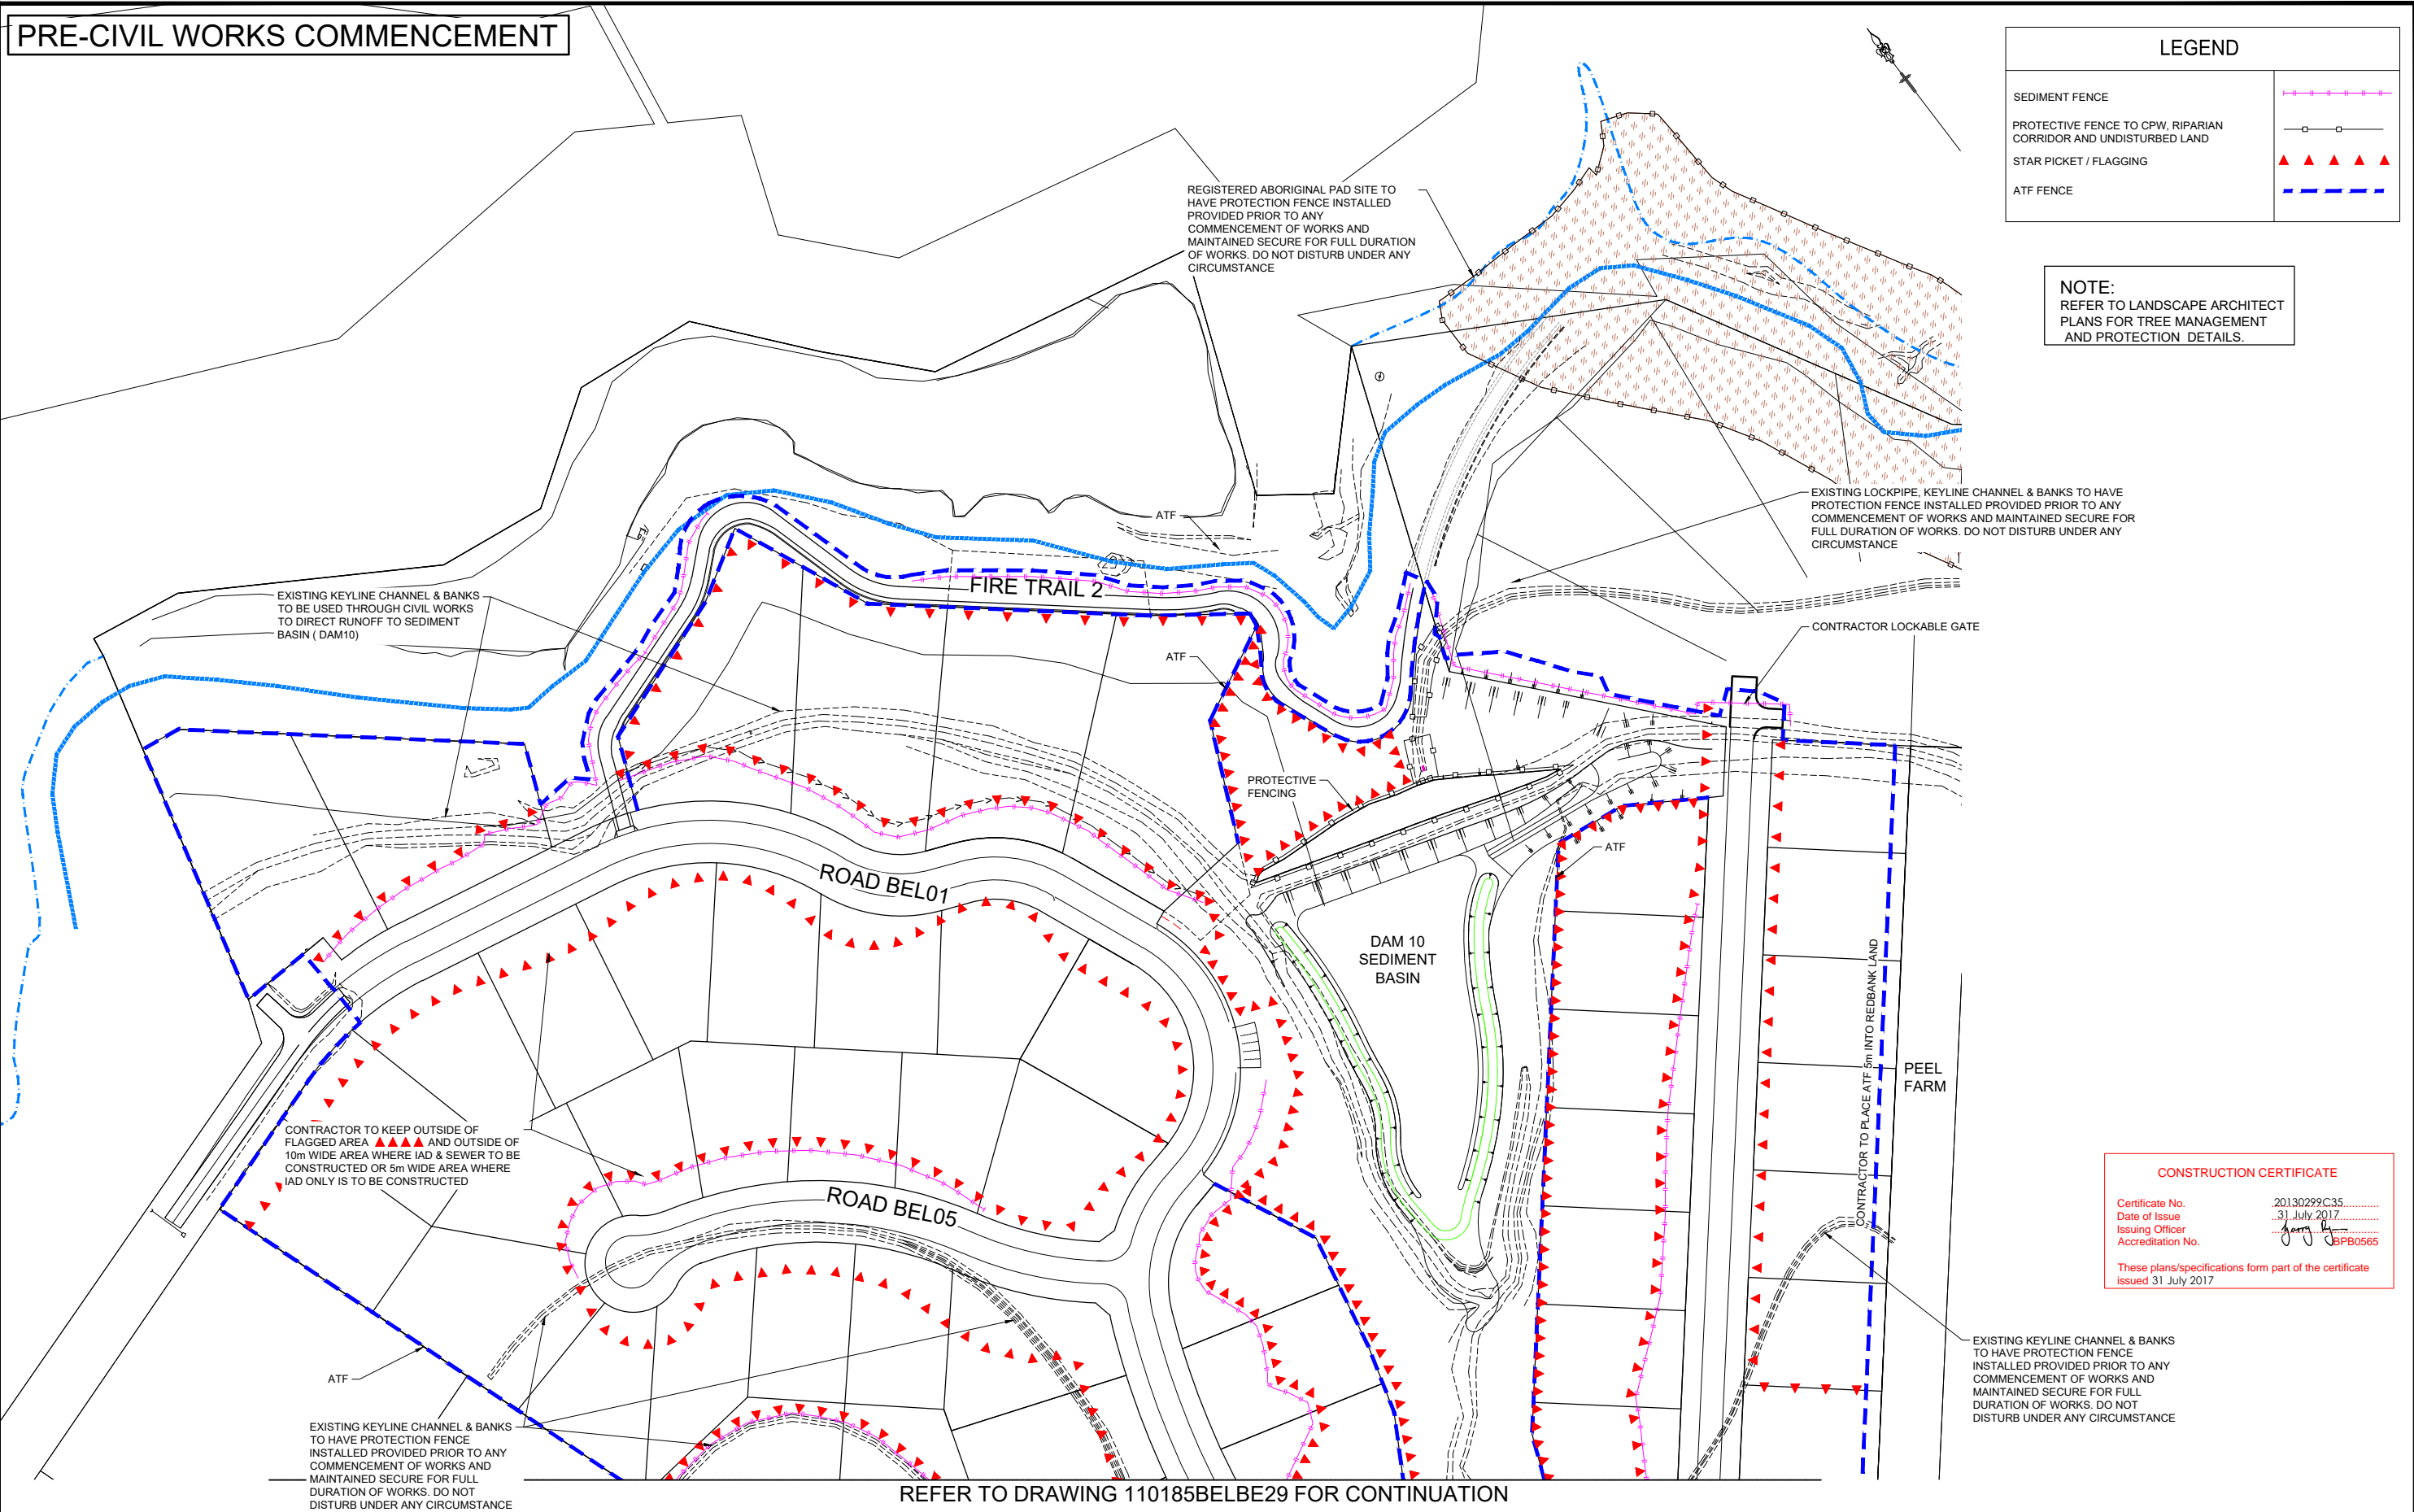 PRE-CIVIL WORKS COMMENCEMENT
LEGEND
SEDIMENT FENCE
PROTECTIVE FENCE TO CPW, RIPARIAN
CORRIDOR AND UNDISTURBED LAND
STAR PICKET / FLAGGING
ATF FENCE
NOTE:
REFER TO LANDSCAPE ARCHITECT
PLANS FOR TREE MANAGEMENT
AND PROTECTION DETAILS.
REGISTERED ABORIGINAL PAD SITE TO
HAVE PROTECTION FENCE INSTALLED
PROVIDED PRIOR TO ANY
COMMENCEMENT OF WORKS AND
MAINTAINED SECURE FOR FULL DURATION
OF WORKS. DO NOT DISTURB UNDER ANY
CIRCUMSTANCE
EXISTING LOCKPIPE, KEYLINE CHANNEL & BANKS TO HAVE
PROTECTION FENCE INSTALLED PROVIDED PRIOR TO ANY
COMMENCEMENT OF WORKS AND MAINTAINED SECURE FOR
FULL DURATION OF WORKS. DO NOT DISTURB UNDER ANY
CIRCUMSTANCE
ATF
FIRE TRAIL 2
EXISTING KEYLINE CHANNEL & BANKS
TO BE USED THROUGH CIVIL WORKS
TO DIRECT RUNOFF TO SEDIMENT
BASIN ( DAM10)
CONTRACTOR LOCKABLE GATE
ATF
PROTECTIVE
FENCING
ATF
ROAD BEL01
DAM 10
SEDIMENT
BASIN
CONTRACTOR TO PLACE ATF 5m INTO REDBANK LAND
PEEL
FARM
CONTRACTOR TO KEEP OUTSIDE OF
FLAGGED AREA ▲▲▲▲ AND OUTSIDE OF
10m WIDE AREA WHERE IAD & SEWER TO BE
CONSTRUCTED OR 5m WIDE AREA WHERE
IAD ONLY IS TO BE CONSTRUCTED
ROAD BEL05
CONSTRUCTION CERTIFICATE
Certificate No. 20130299C35
Date of Issue 31 July 2017
Issuing Officer
Accreditation No. BPB0565
These plans/specifications form part of the certificate
issued 31 July 2017
ATF
EXISTING KEYLINE CHANNEL & BANKS
TO HAVE PROTECTION FENCE
INSTALLED PROVIDED PRIOR TO ANY
COMMENCEMENT OF WORKS AND
MAINTAINED SECURE FOR FULL
DURATION OF WORKS. DO NOT
DISTURB UNDER ANY CIRCUMSTANCE
EXISTING KEYLINE CHANNEL & BANKS
TO HAVE PROTECTION FENCE
INSTALLED PROVIDED PRIOR TO ANY
COMMENCEMENT OF WORKS AND
MAINTAINED SECURE FOR FULL
DURATION OF WORKS. DO NOT
DISTURB UNDER ANY CIRCUMSTANCE
REFER TO DRAWING 110185BELBE29 FOR CONTINUATION